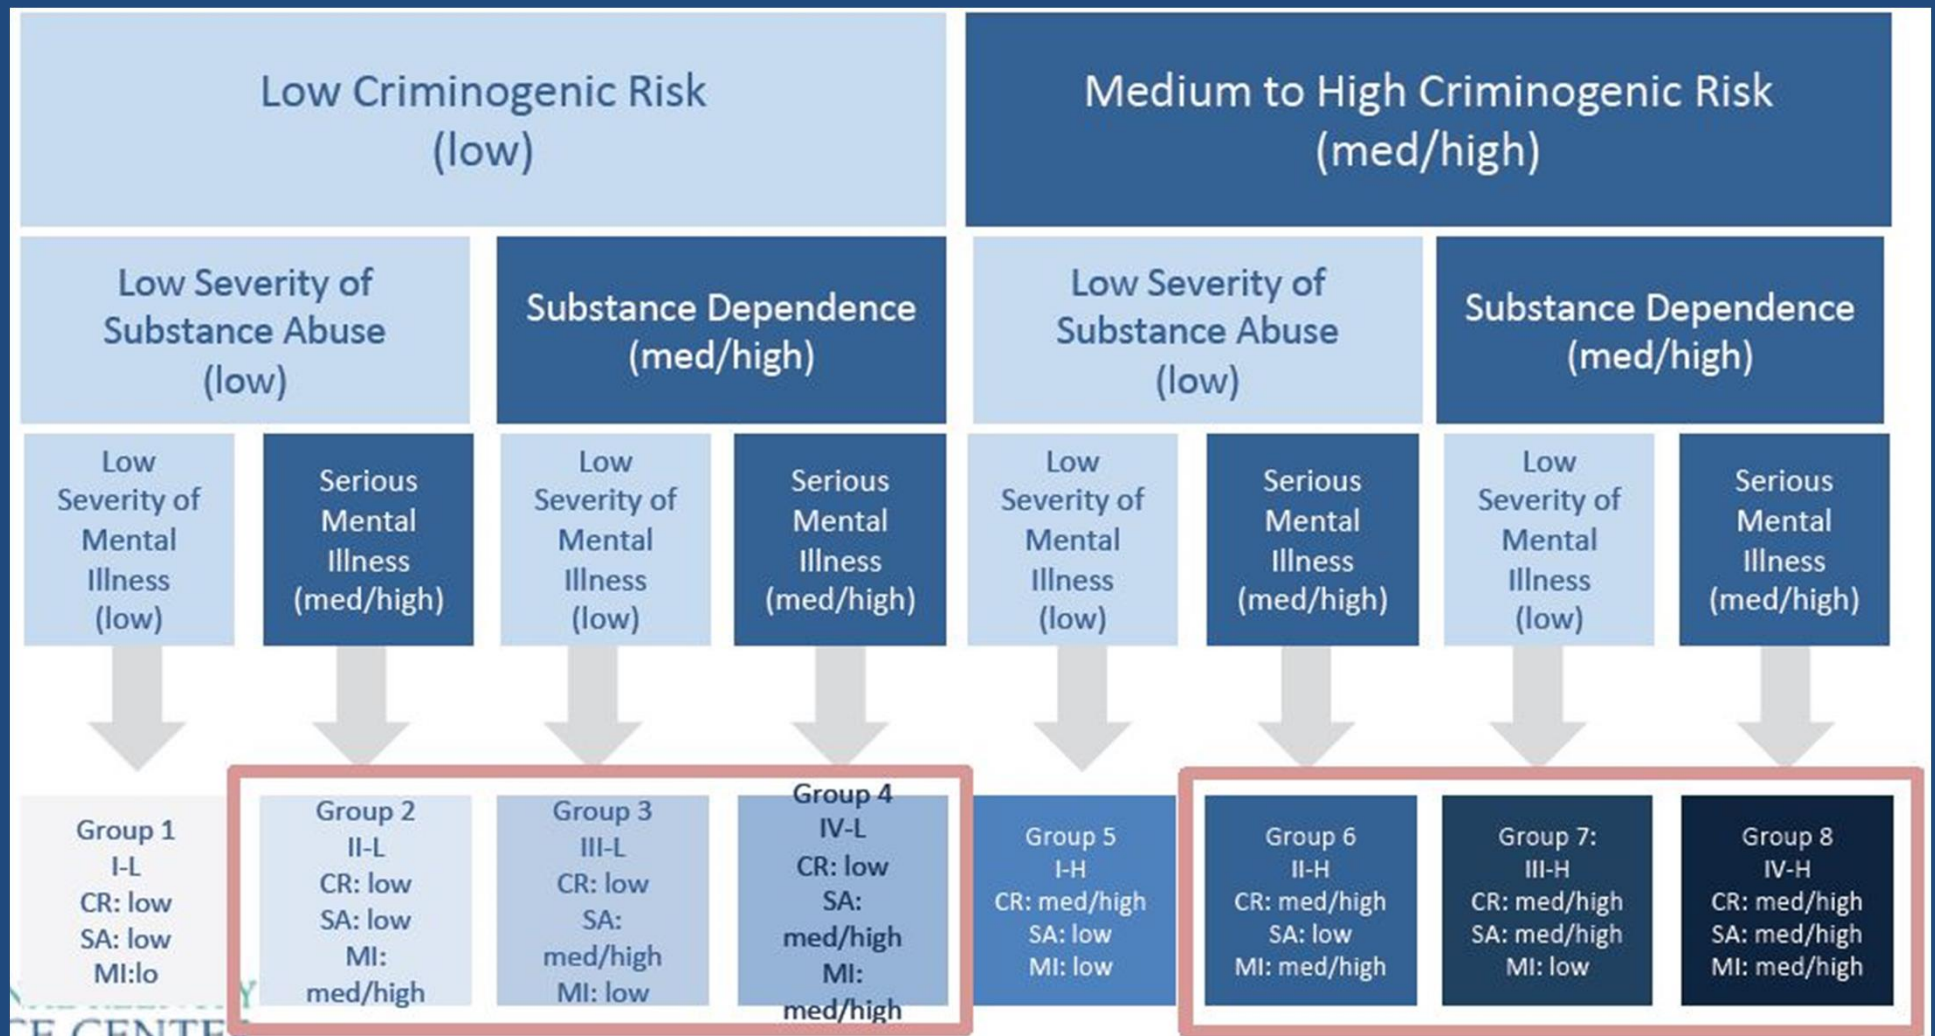 Low Criminogenic Risk
(low)
Medium to High Criminogenic Risk
(med/high)
Low Severity of
Substance Abuse
(low)
Substance Dependence
(med/high)
Low Severity of
Substance Abuse
(low)
Substance Dependence
(med/high)
Low
Severity of
Mental
Illness
(low)
Serious
Mental
Illness
(med/high)
Low
Severity of
Mental
Illness
(low)
Serious
Mental
Illness
(med/high)
Low
Severity of
Mental
Illness
(low)
Serious
Mental
Illness
(med/high)
Low
Severity of
Mental
Illness
(low)
Serious
Mental
Illness
(med/high)
Group 1
I-L
CR: low
SA: low
MI:lo
Group 2
II-L
CR: low
SA: low
MI:
med/high
Group 3
III-L
CR: low
SA:
med/high
MI: low
Group 4
IV-L
CR: low
SA:
med/high
MI:
med/high
Group 5
I-H
CR: med/high
SA: low
MI: low
Group 6
II-H
CR: med/high
SA: low
MI: med/high
Group 7:
III-H
CR: med/high
SA: med/high
MI: low
Group 8
IV-H
CR: med/high
SA: med/high
MI: med/high